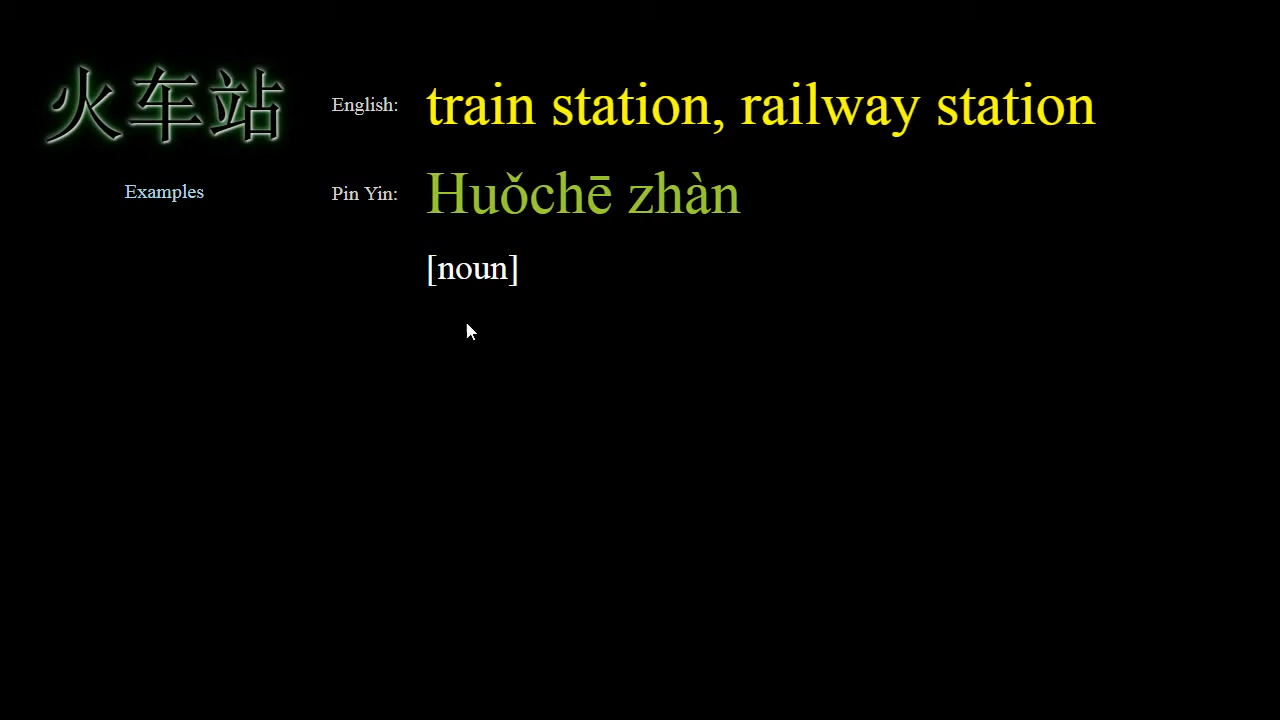 火车站
English: train station, railway station
Examples
Pin Yin: Huǒchē zhàn
[noun]